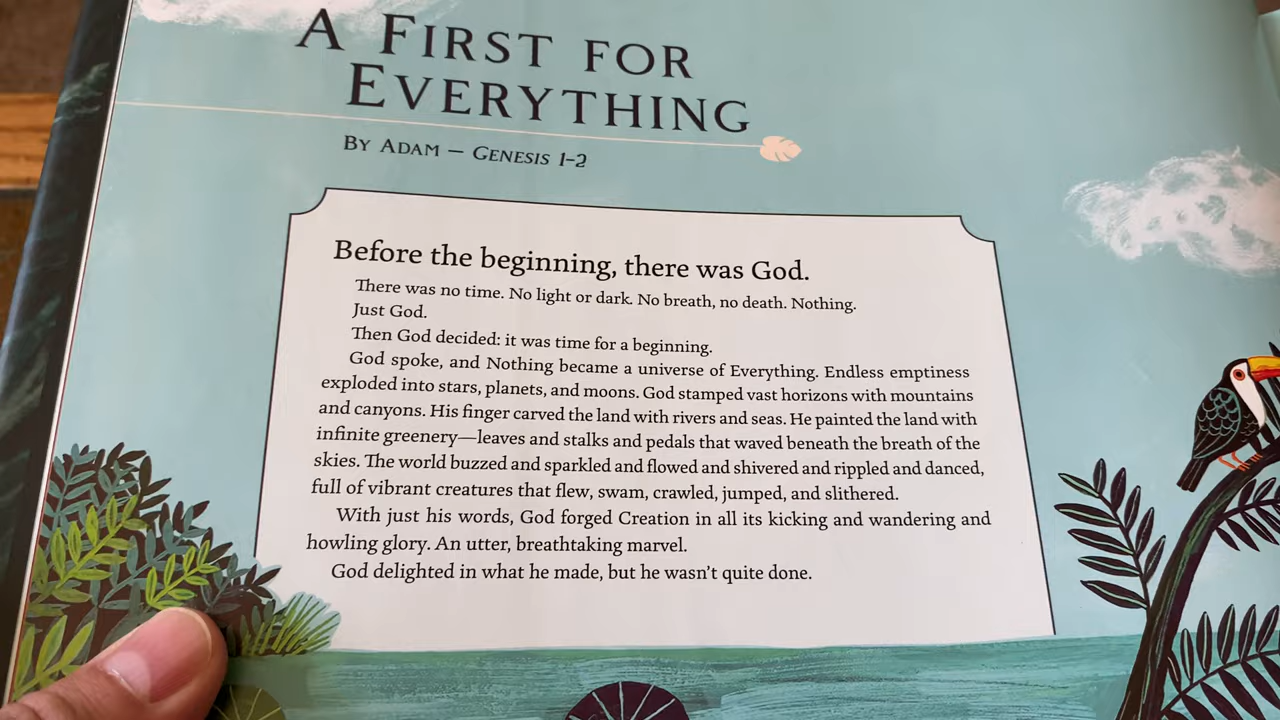 A First for
Everything
By Adam — Genesis 1–2
Before the beginning, there was God.
There was no time. No light or dark. No breath, no death. Nothing.
Just God.
Then God decided: it was time for a beginning.
God spoke, and Nothing became a universe of Everything. Endless emptiness
exploded into stars, planets, and moons. God stamped vast horizons with mountains
and canyons. His finger carved the land with rivers and seas. He painted the land with
infinite greenery—leaves and stalks and pedals that waved beneath the breath of the
skies. The world buzzed and sparkled and flowed and shivered and rippled and danced,
full of vibrant creatures that flew, swam, crawled, jumped, and slithered.
With just his words, God forged Creation in all its kicking and wandering and
howling glory. An utter, breathtaking marvel.
God delighted in what he made, but he wasn't quite done.